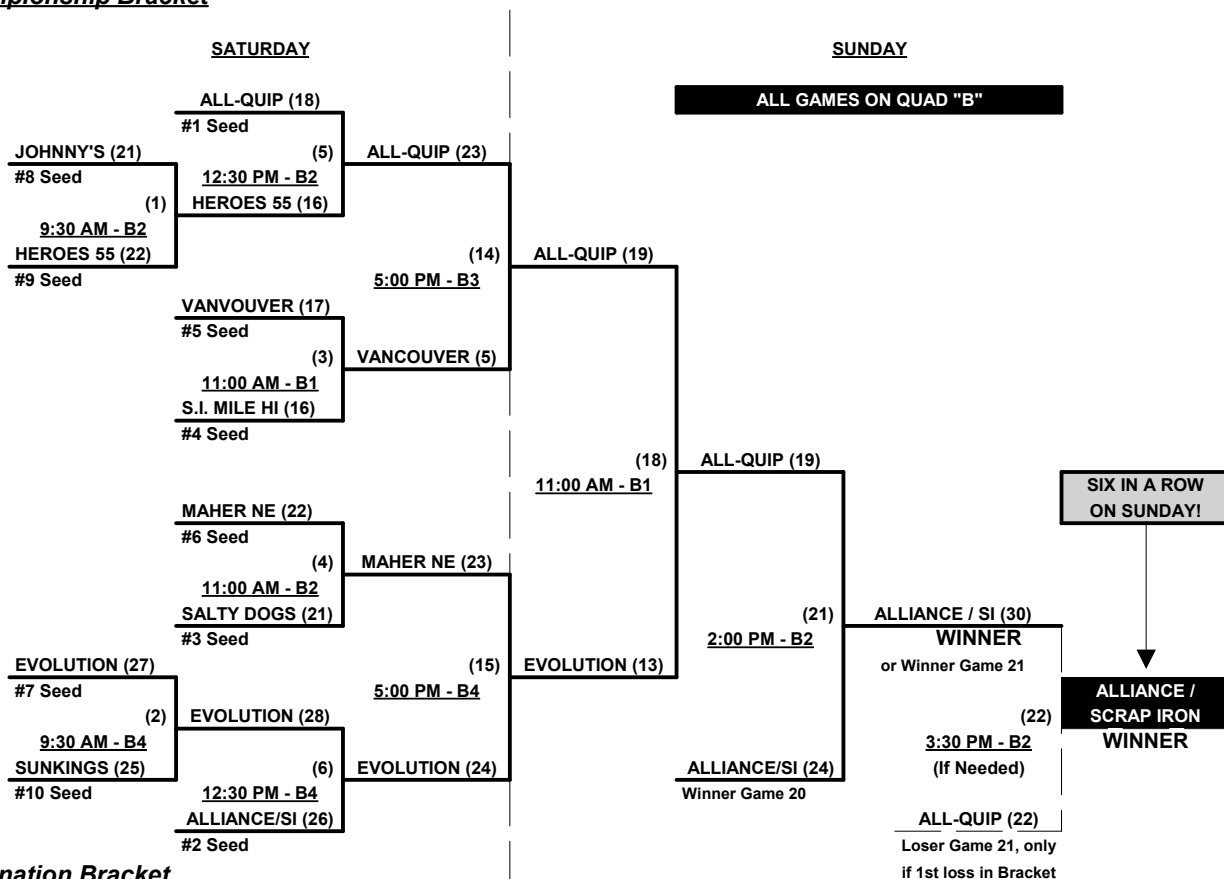 mpionship Bracket
SATURDAY
SUNDAY
ALL-QUIP (18)
ALL GAMES ON QUAD "B"
#1 Seed
JOHNNY'S (21)
(5)
ALL-QUIP (23)
#8 Seed
12:30 PM - B2
(1)
HEROES 55 (16)
9:30 AM - B2
HEROES 55 (22)
(14)
ALL-QUIP (19)
#9 Seed
5:00 PM - B3
VANVOUVER (17)
#5 Seed
(3)
VANCOUVER (5)
11:00 AM - B1
S.I. MILE HI (16)
#4 Seed
(18)
ALL-QUIP (19)
11:00 AM - B1
SIX IN A ROW
ON SUNDAY!
MAHER NE (22)
#6 Seed
(4)
MAHER NE (23)
11:00 AM - B2
SALTY DOGS (21)
(21)
ALLIANCE / SI (30)
#3 Seed
2:00 PM - B2
WINNER
EVOLUTION (27)
(15)
EVOLUTION (13)
or Winner Game 21
#7 Seed
5:00 PM - B4
ALLIANCE /
(2)
EVOLUTION (28)
(22)
SCRAP IRON
9:30 AM - B4
3:30 PM - B2
WINNER
SUNKINGS (25)
(6)
EVOLUTION (24)
ALLIANCE/SI (24)
(If Needed)
#10 Seed
12:30 PM - B4
Winner Game 20
ALLIANCE/SI (26)
ALL-QUIP (22)
#2 Seed
Loser Game 21, only
nation Bracket
if 1st loss in Bracket